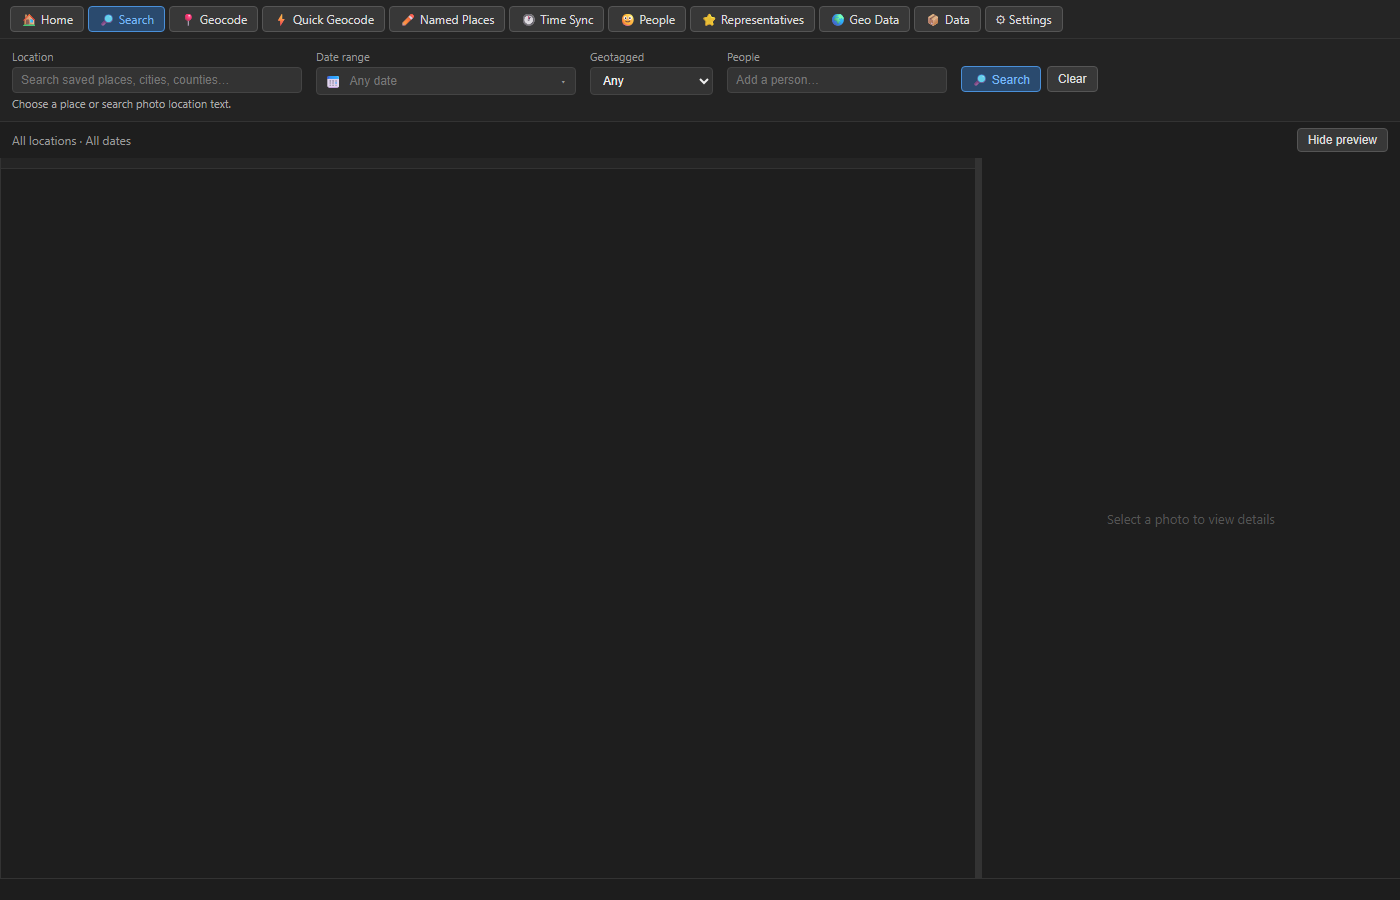 Home
Search
Geocode
Quick Geocode
Named Places
Time Sync
People
Representatives
Geo Data
Data
Settings
Location
Date range
Geotagged
People
Search saved places, cities, counties...
Any date
Any
Add a person...
Search
Clear
Choose a place or search photo location text.
All locations · All dates
Hide preview
Select a photo to view details